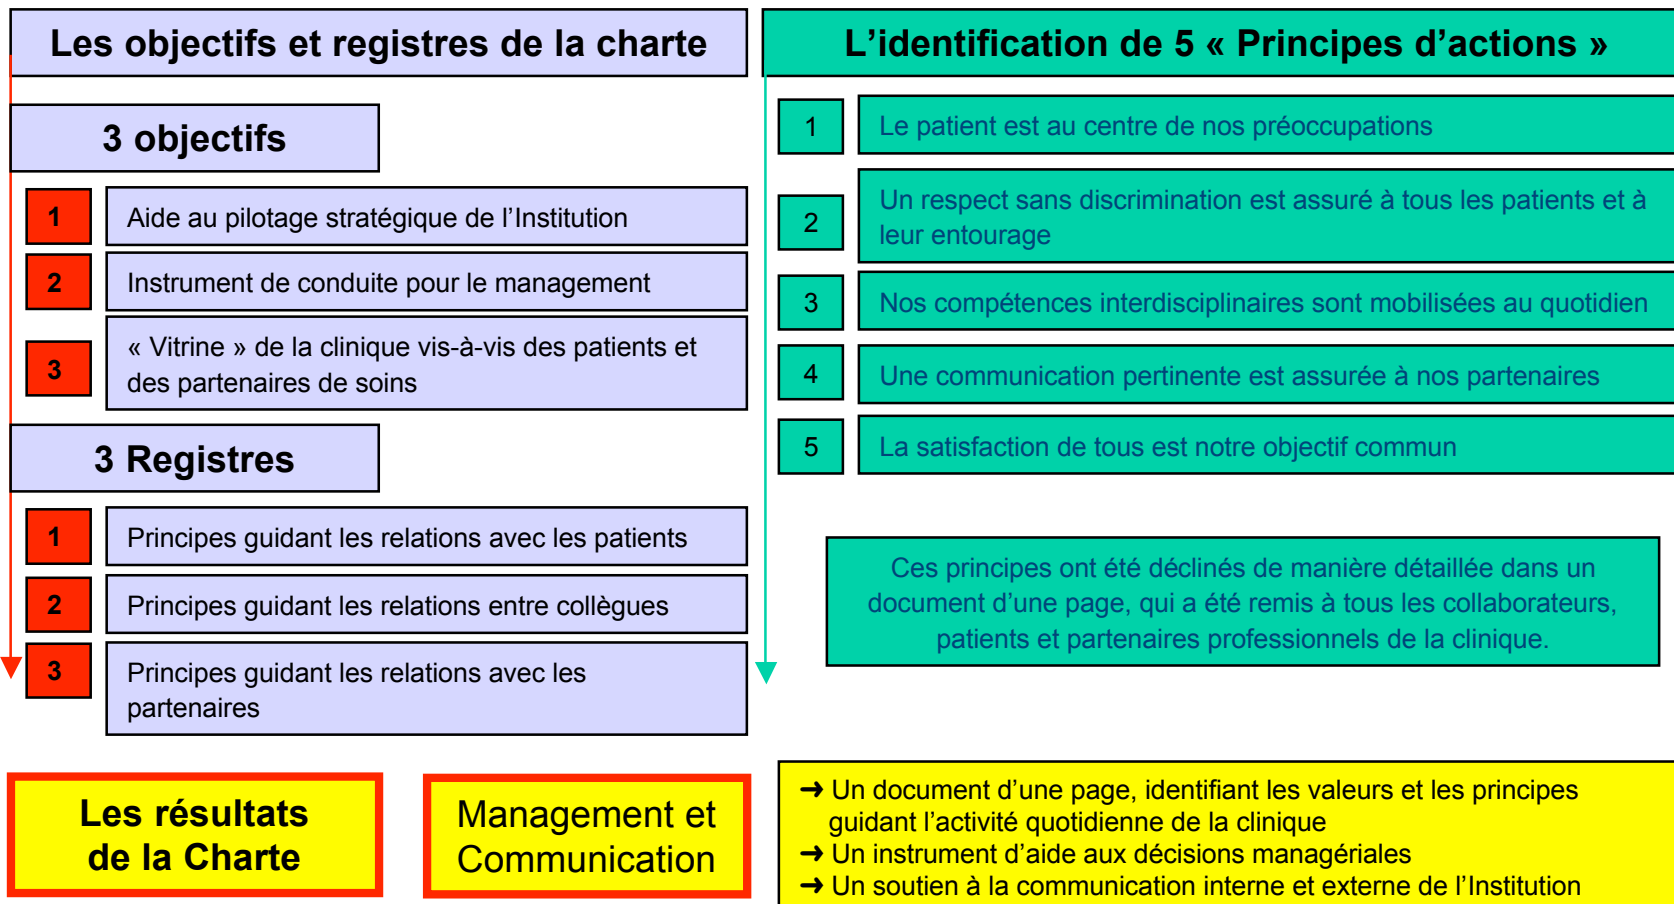 Les objectifs et registres de la charte
3 objectifs
1
Aide au pilotage stratégique de l’Institution
2
Instrument de conduite pour le management
3
« Vitrine » de la clinique vis-à-vis des patients et
des partenaires de soins
3 Registres
1
Principes guidant les relations avec les patients
2
Principes guidant les relations entre collègues
3
Principes guidant les relations avec les
partenaires
L’identification de 5 « Principes d’actions »
1
Le patient est au centre de nos préoccupations
2
Un respect sans discrimination est assuré à tous les patients et à
leur entourage
3
Nos compétences interdisciplinaires sont mobilisées au quotidien
4
Une communication pertinente est assurée à nos partenaires
5
La satisfaction de tous est notre objectif commun
Ces principes ont été déclinés de manière détaillée dans un
document d’une page, qui a été remis à tous les collaborateurs,
patients et partenaires professionnels de la clinique.
Les résultats
de la Charte
Management et
Communication
➔ Un document d’une page, identifiant les valeurs et les principes
guidant l’activité quotidienne de la clinique
➔ Un instrument d’aide aux décisions managériales
➔ Un soutien à la communication interne et externe de l’Institution